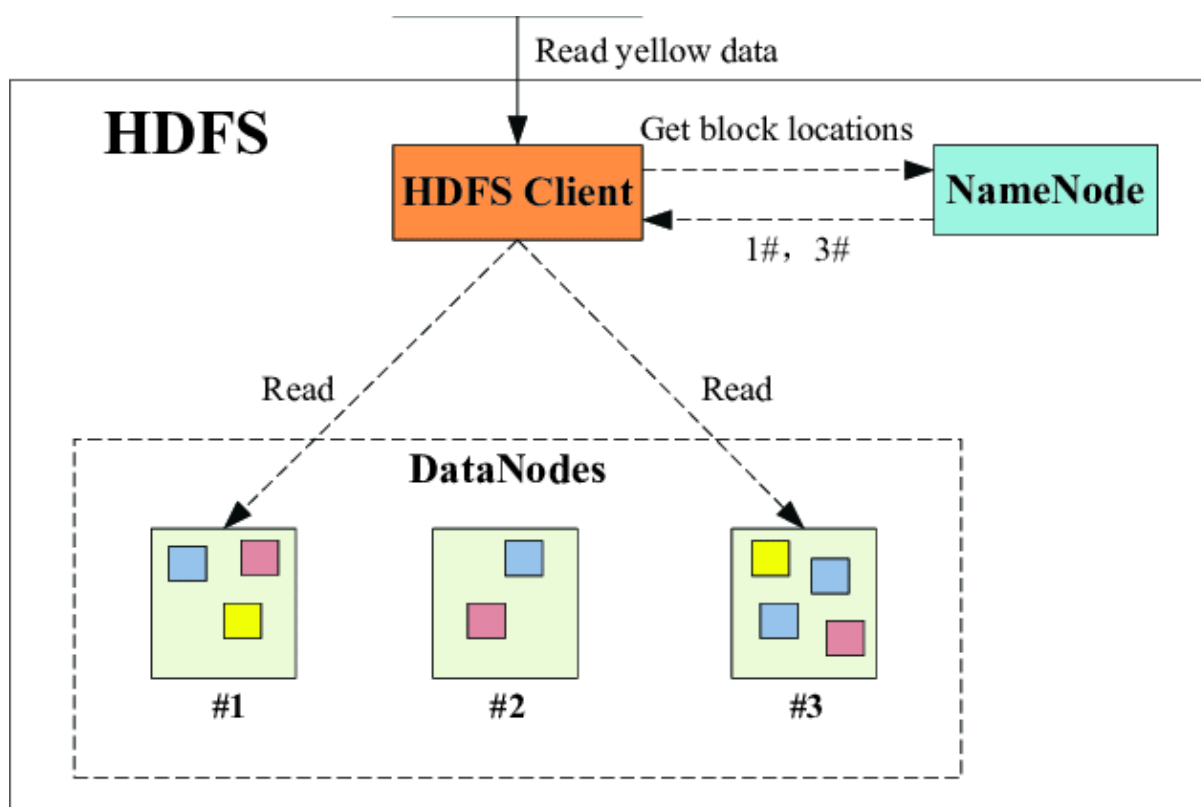 Read yellow data
HDFS
Get block locations
HDFS Client
NameNode
1#，3#
Read
Read
DataNodes
#1
#2
#3